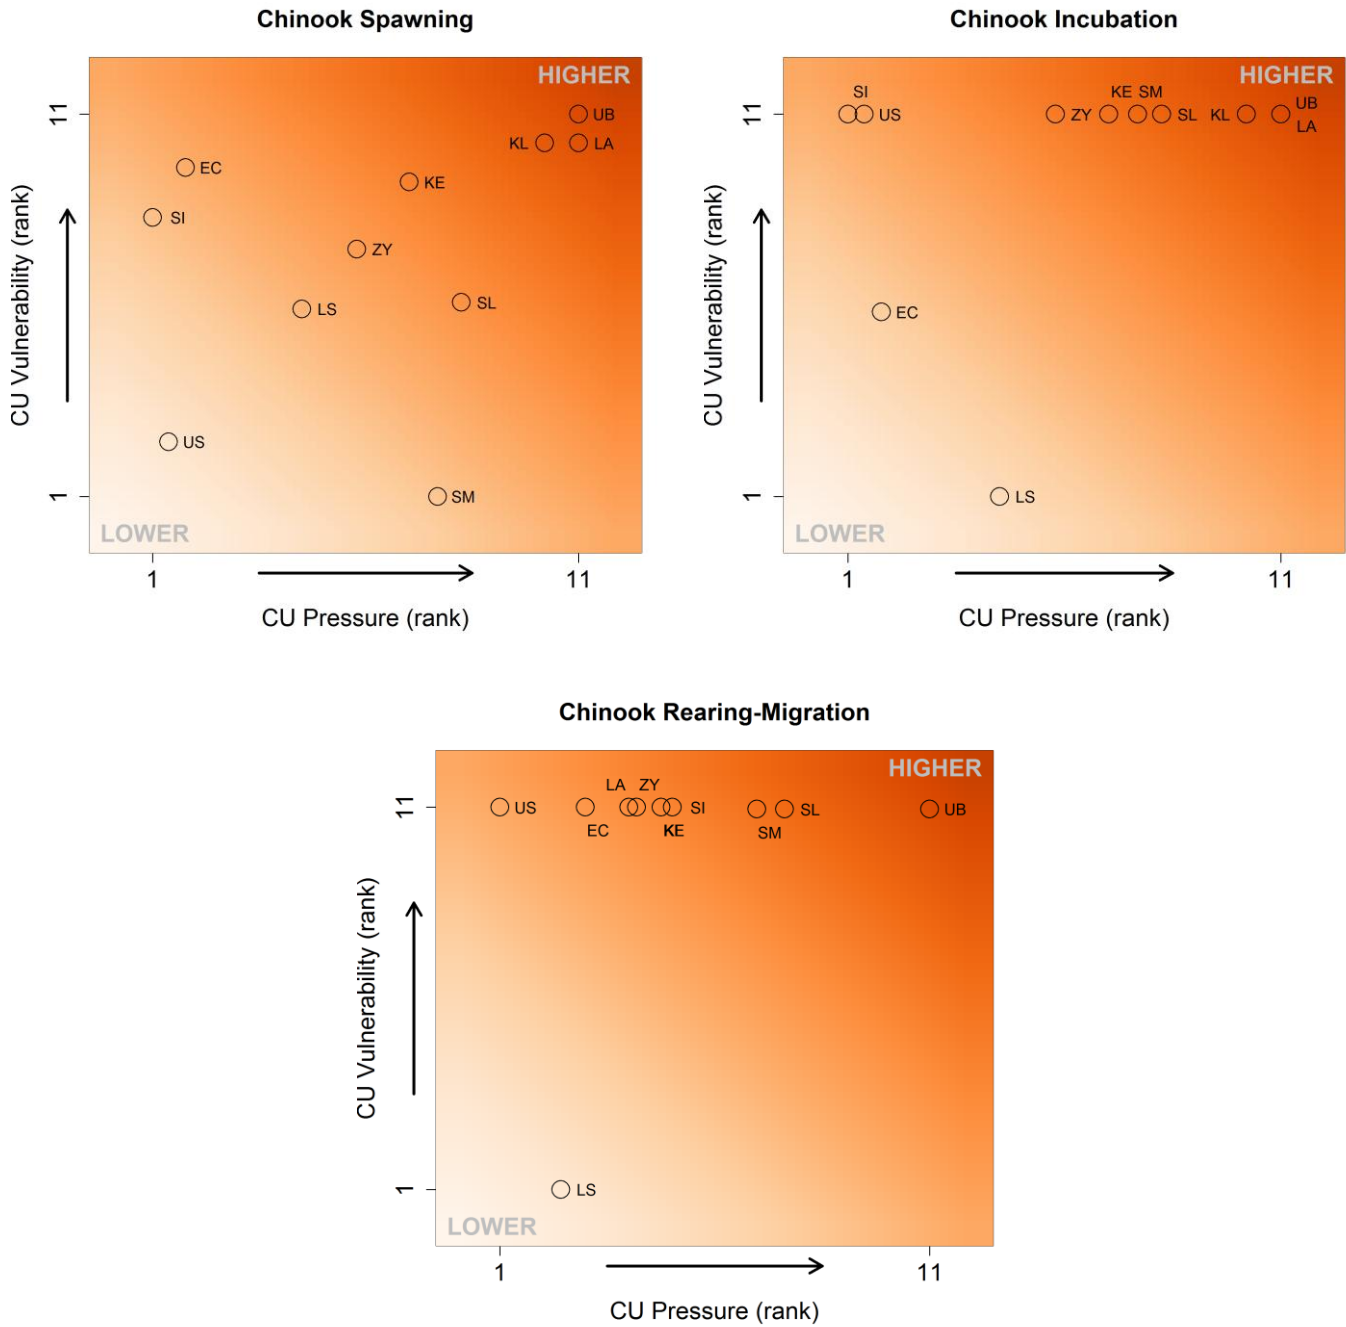 Chinook Spawning
HIGHER
11
UB
KL
LA
EC
KE
SI
ZY
LS
SL
US
SM
1
LOWER
1
11
CU Vulnerability (rank)
CU Pressure (rank)
Chinook Incubation
HIGHER
SI
KE SM
11
US
ZY
SL
KL
UB
LA
EC
LS
1
LOWER
1
11
CU Vulnerability (rank)
CU Pressure (rank)
Chinook Rearing-Migration
HIGHER
LA ZY
11
US
SI
SL
UB
EC
KE
SM
LS
1
LOWER
1
11
CU Vulnerability (rank)
CU Pressure (rank)